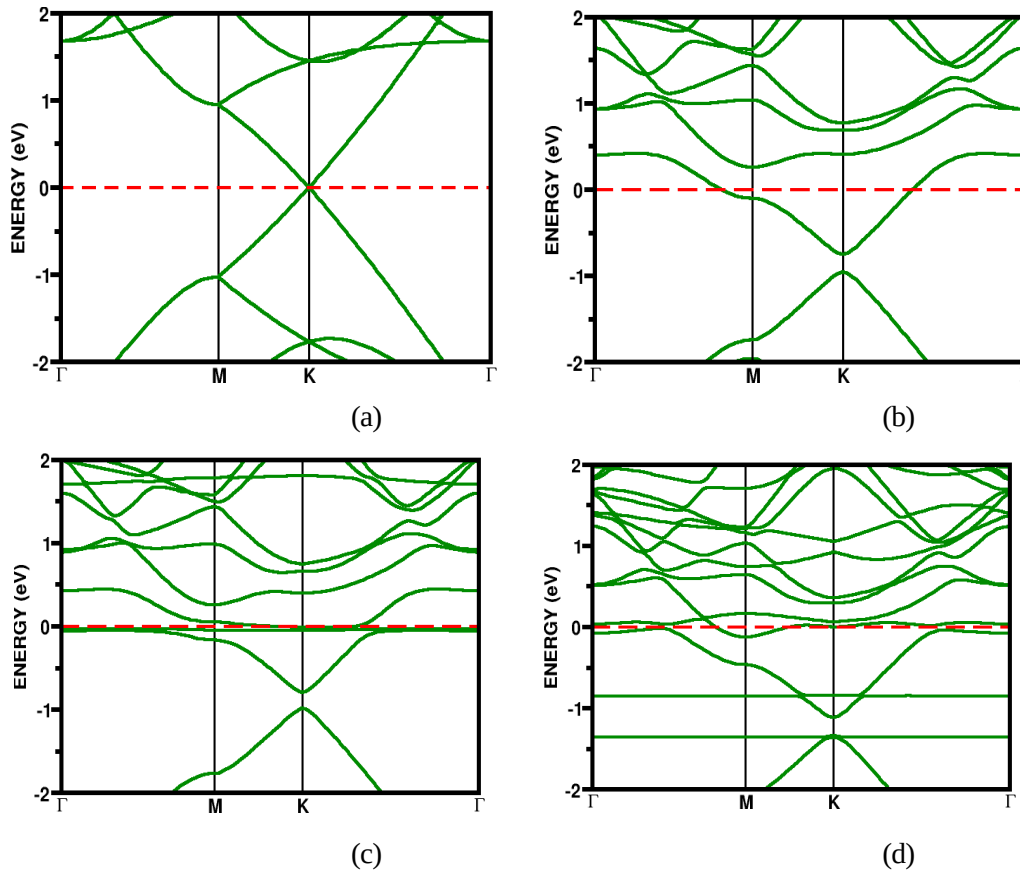 2
1
0
-1
-2
ENERGY (eV)
Γ M K Γ
(a)
2
1
0
-1
-2
ENERGY (eV)
Γ M K
(b)
2
1
0
-1
-2
ENERGY (eV)
Γ M K Γ
(c)
2
1
0
-1
-2
ENERGY (eV)
Γ M K Γ
(d)